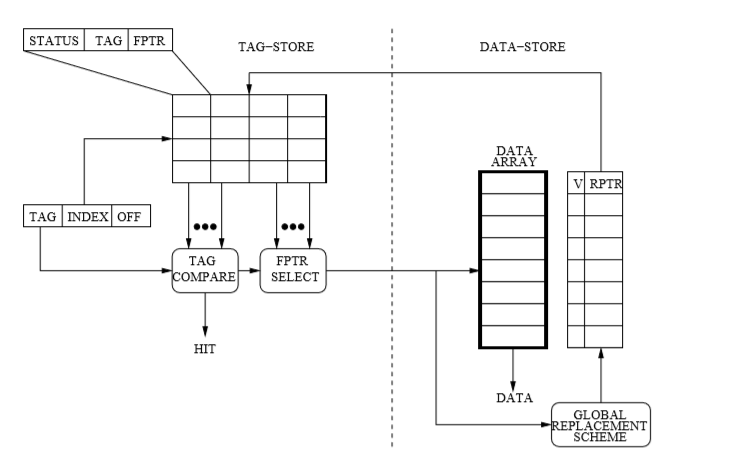 STATUS TAG FPTR
TAG-STORE
DATA-STORE
DATA
ARRAY
V RPTR
TAG INDEX OFF
TAG
COMPARE
FPTR
SELECT
HIT
DATA
GLOBAL
REPLACEMENT
SCHEME